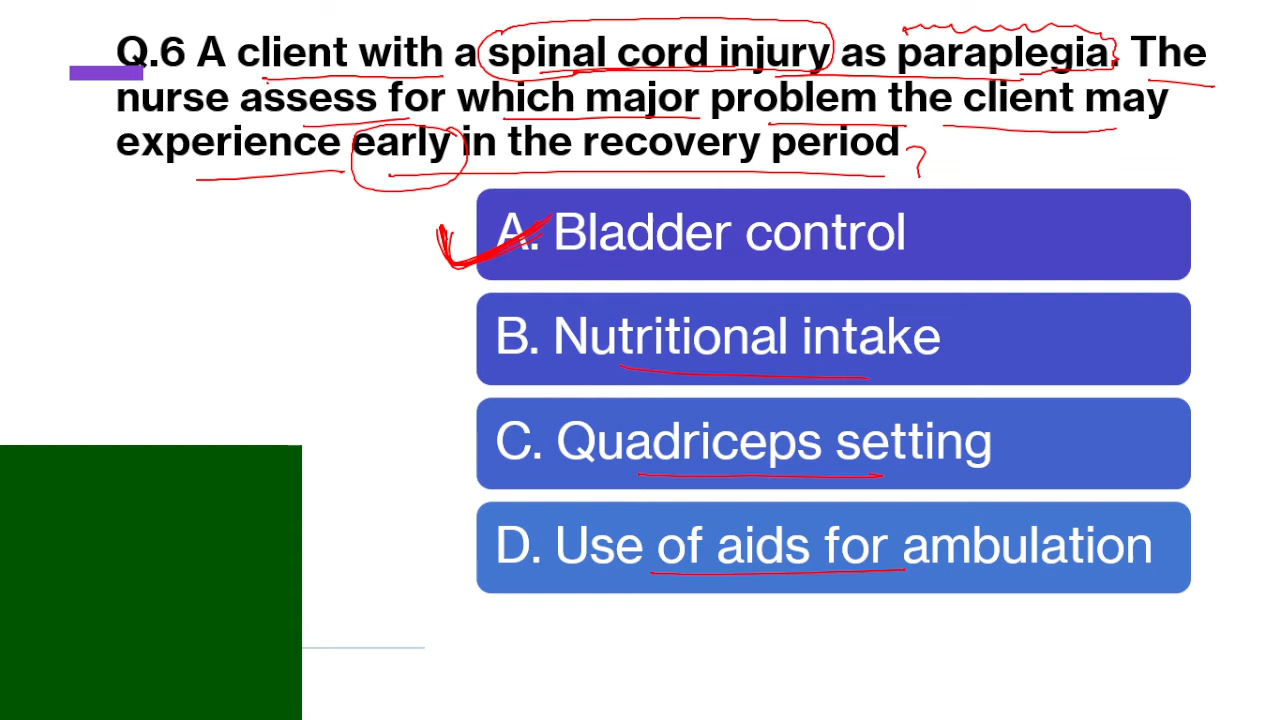 Q.6 A client with a spinal cord injury as paraplegia. The
nurse assess for which major problem the client may
experience early in the recovery period ?
A. Bladder control
B. Nutritional intake
C. Quadriceps setting
D. Use of aids for ambulation